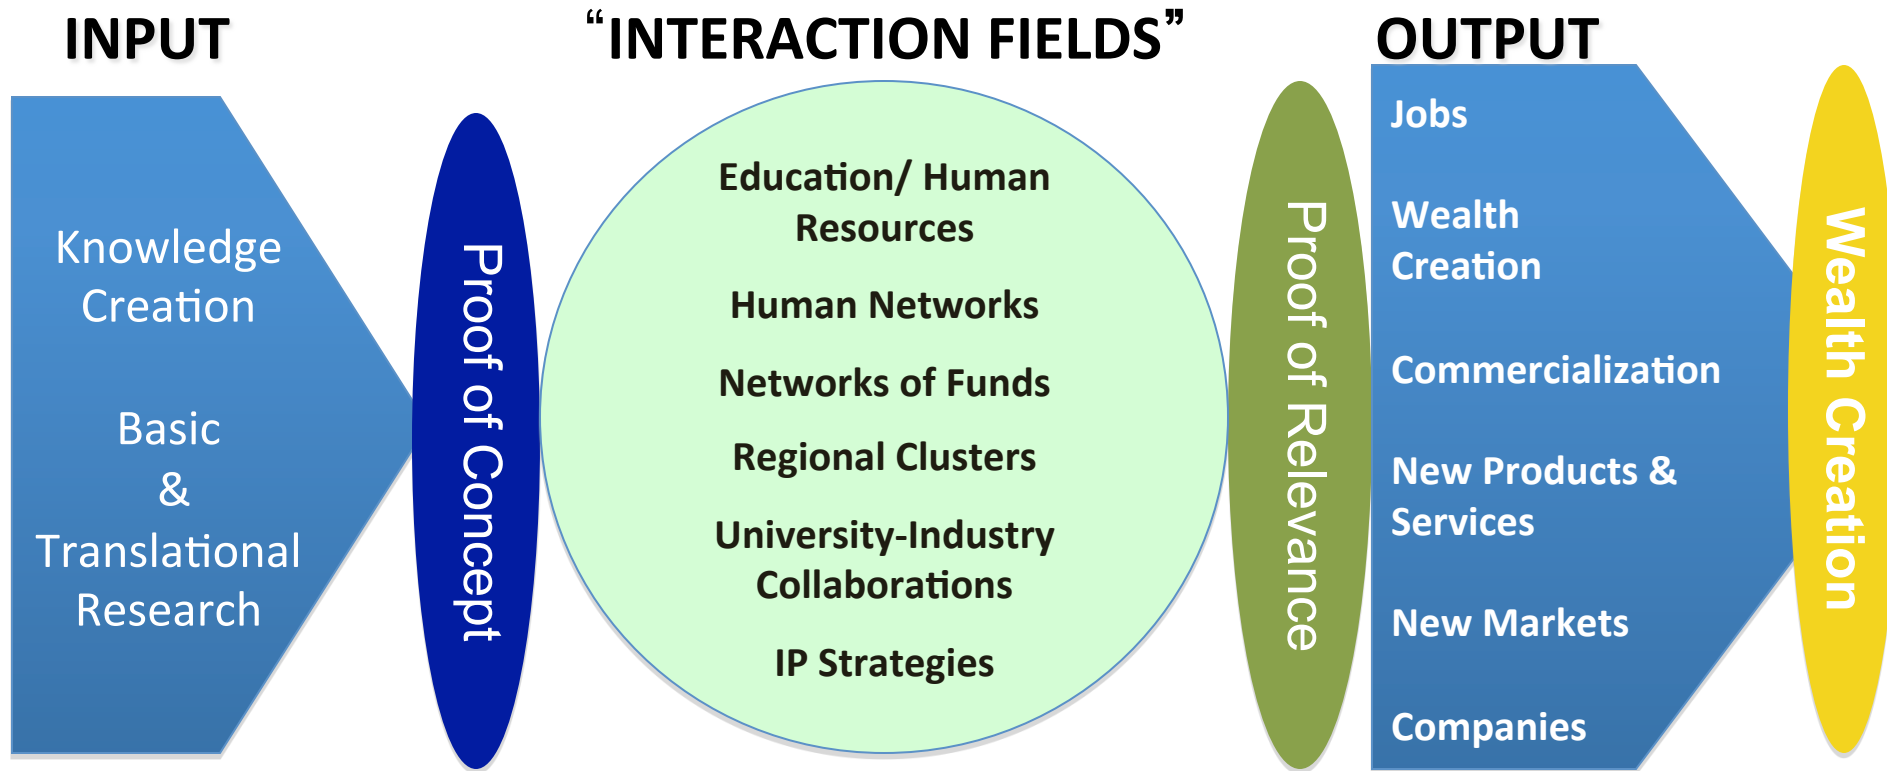 INPUT
“INTERACTION FIELDS”
OUTPUT
Knowledge
Creation
Basic
&
Translational
Research
Proof of Concept
Education/ Human
Resources
Human Networks
Networks of Funds
Regional Clusters
University-Industry
Collaborations
IP Strategies
Proof of Relevance
Jobs
Wealth
Creation
Commercialization
New Products &
Services
New Markets
Companies
Wealth Creation